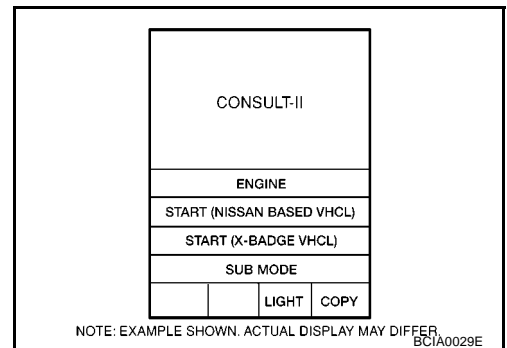 CONSULT-II
ENGINE
START (NISSAN BASED VHCL)
START (X-BADGE VHCL)
SUB MODE
LIGHT COPY
NOTE: EXAMPLE SHOWN. ACTUAL DISPLAY MAY DIFFER.
BCIA0029E